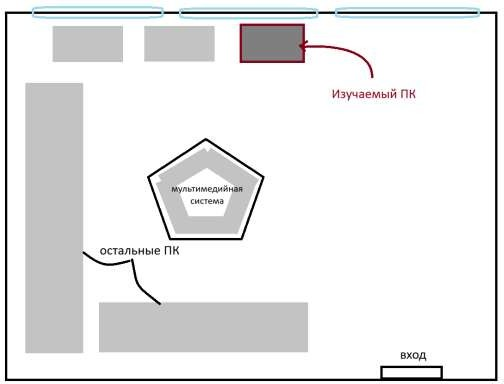 Изучаемый ПК
мультимедийная
система
остальные ПК
вход